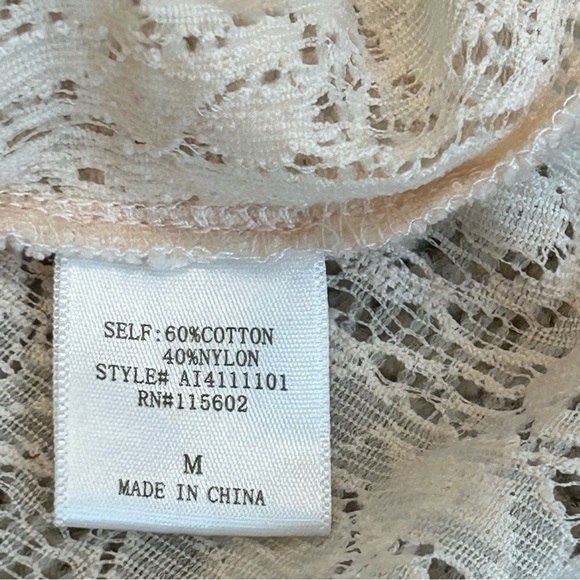 SELF:60%COTTON
40%NYLON
STYLE# AI4111101
RN#115602
M
MADE IN CHINA